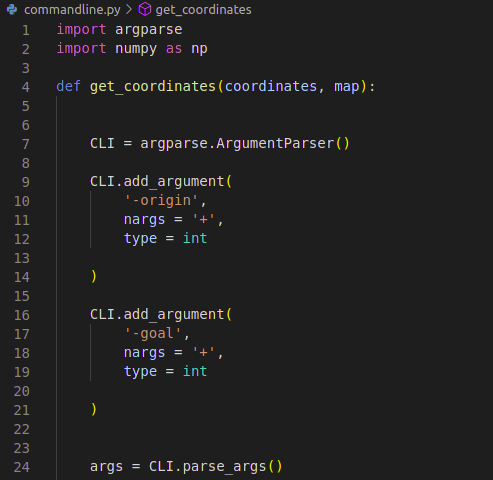 commandline.py > get_coordinates
1 import argparse
2 import numpy as np
3
4 def get_coordinates(coordinates, map):
5
6
7     CLI = argparse.ArgumentParser()
8
9     CLI.add_argument(
10         '-origin',
11         nargs = '+',
12         type = int
13
14     )
15
16     CLI.add_argument(
17         '-goal',
18         nargs = '+',
19         type = int
20
21     )
22
23
24     args = CLI.parse_args()